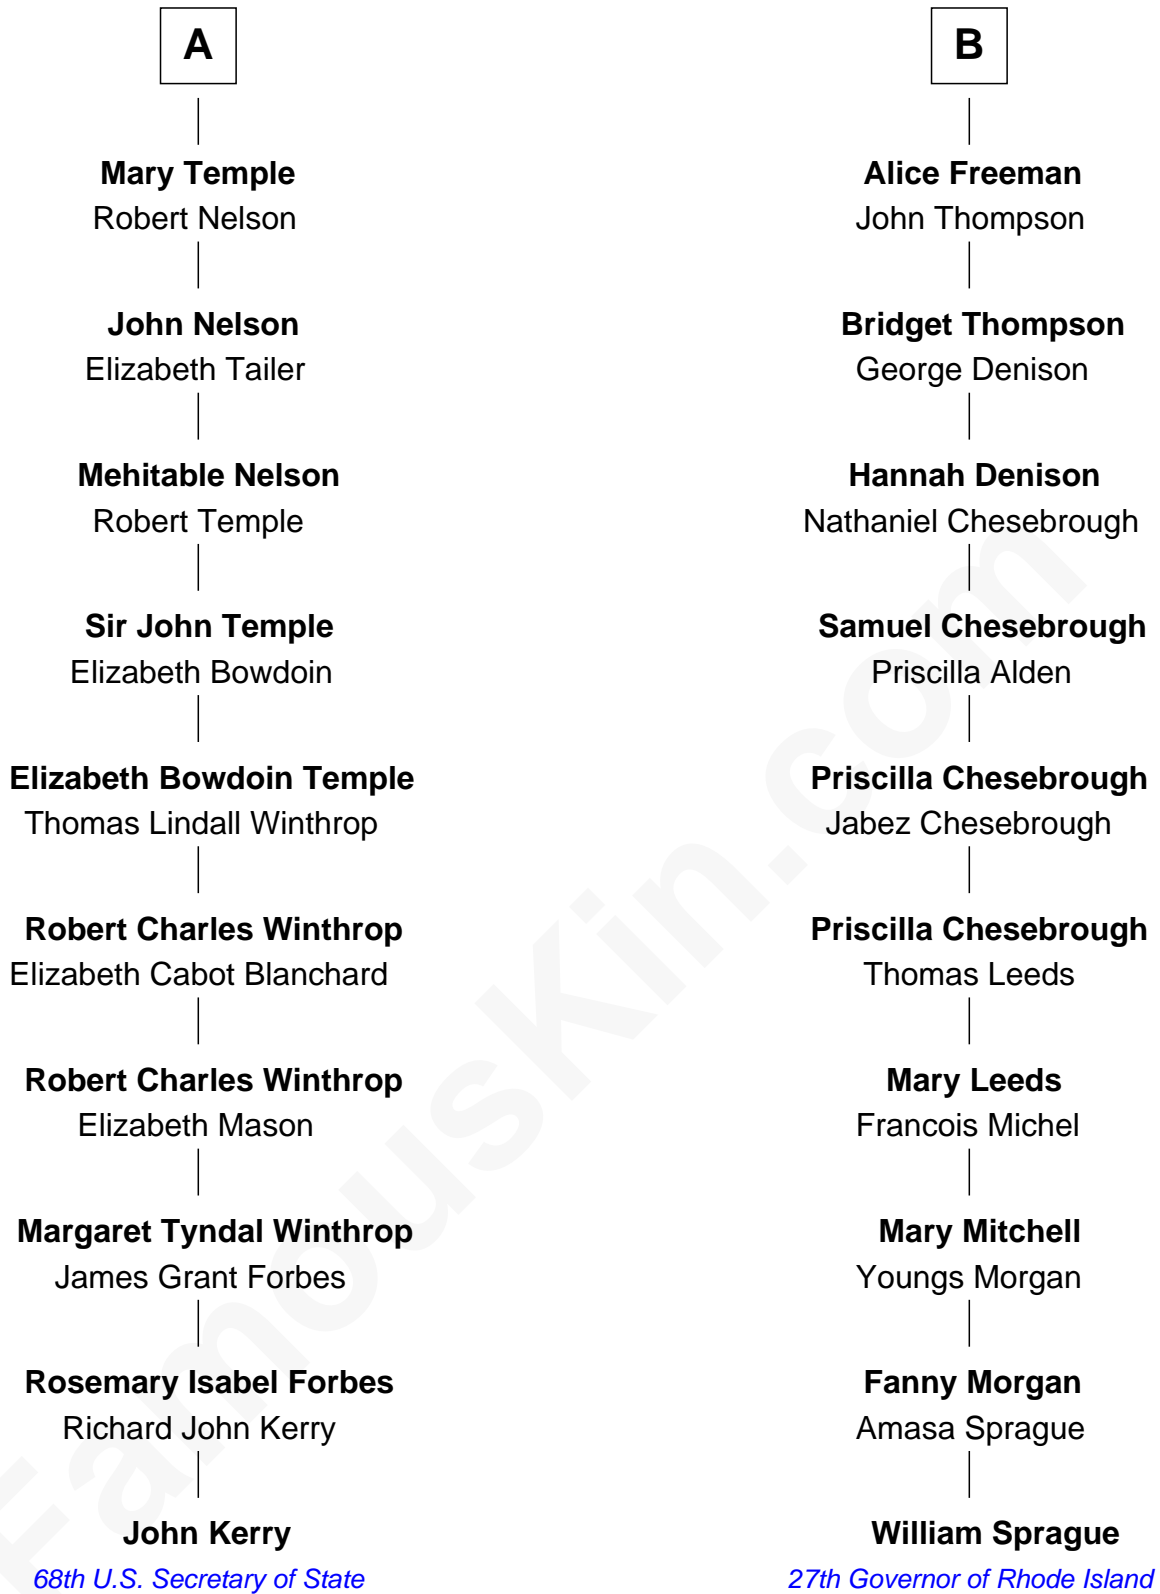 A
Mary Temple
Robert Nelson
John Nelson
Elizabeth Tailer
Mehitable Nelson
Robert Temple
Sir John Temple
Elizabeth Bowdoin
Elizabeth Bowdoin Temple
Thomas Lindall Winthrop
Robert Charles Winthrop
Elizabeth Cabot Blanchard
Robert Charles Winthrop
Elizabeth Mason
Margaret Tyndal Winthrop
James Grant Forbes
Rosemary Isabel Forbes
Richard John Kerry
John Kerry
68th U.S. Secretary of State
B
Alice Freeman
John Thompson
Bridget Thompson
George Denison
Hannah Denison
Nathaniel Chesebrough
Samuel Chesebrough
Priscilla Alden
Priscilla Chesebrough
Jabez Chesebrough
Priscilla Chesebrough
Thomas Leeds
Mary Leeds
Francois Michel
Mary Mitchell
Youngs Morgan
Fanny Morgan
Amasa Sprague
William Sprague
27th Governor of Rhode Island
FamousKin.com